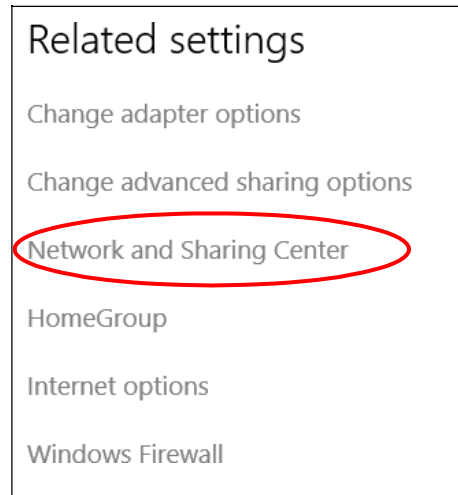 Related settings
Change adapter options
Change advanced sharing options
Network and Sharing Center
HomeGroup
Internet options
Windows Firewall